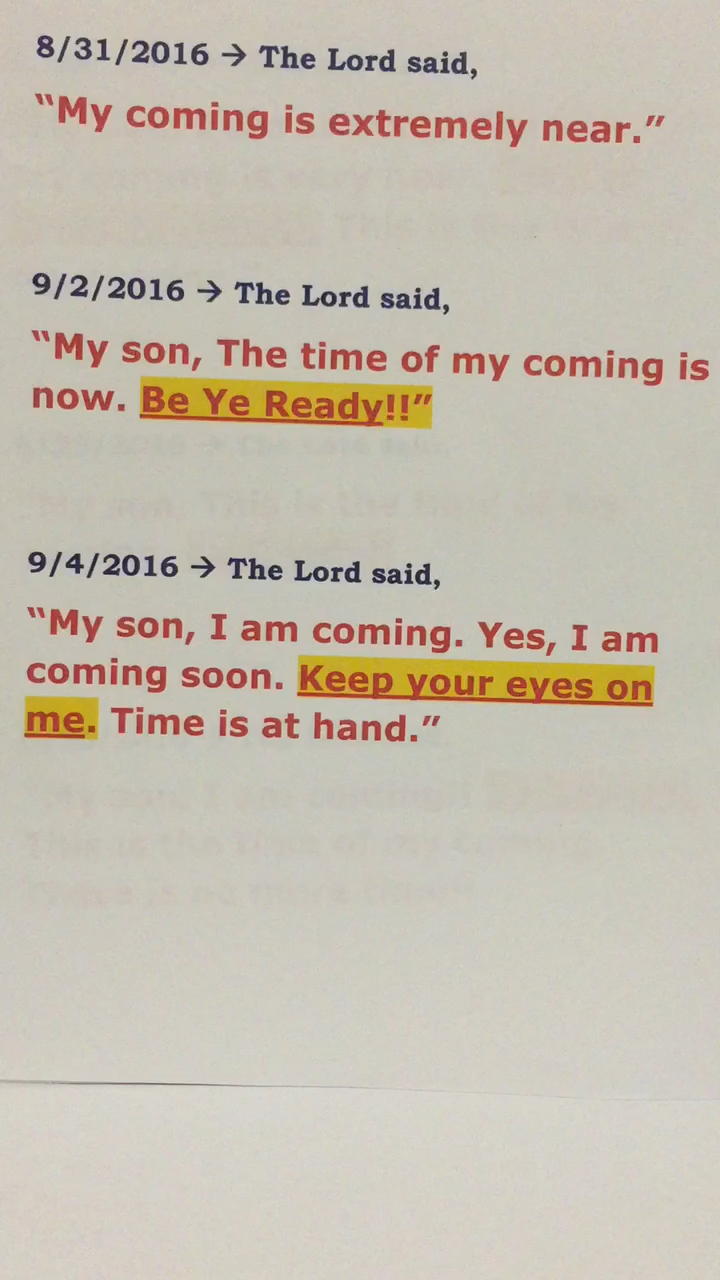 8/31/2016 → The Lord said,
“My coming is extremely near.”
9/2/2016 → The Lord said,
“My son, The time of my coming is
now. Be Ye Ready!!”
9/4/2016 → The Lord said,
“My son, I am coming. Yes, I am
coming soon. Keep your eyes on
me. Time is at hand.”